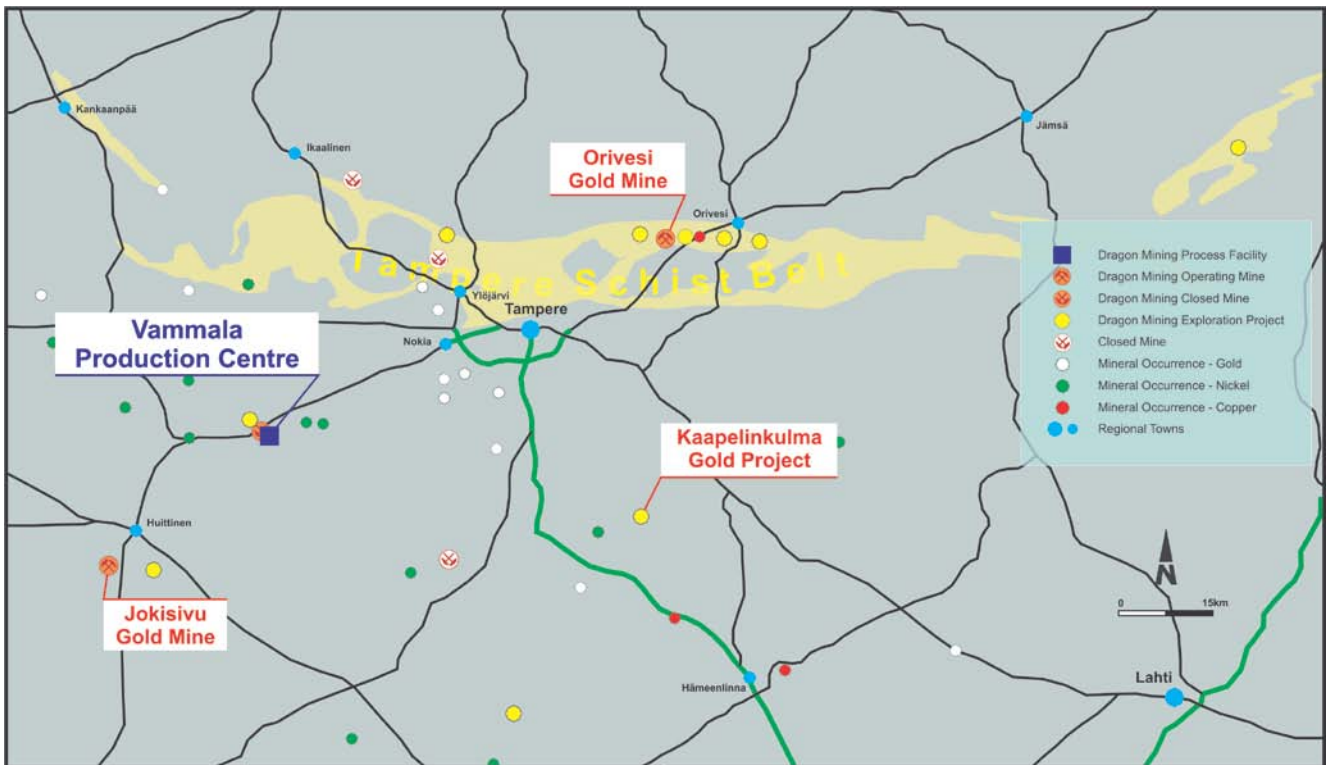 Kankaanpää
Ikaalinen
Jämsä
Orivesi
Gold Mine
Orivesi
Tampere Schist Belt
Ylöjärvi
Tampere
Nokia
Vammala
Production Centre
Dragon Mining Process Facility
Dragon Mining Operating Mine
Dragon Mining Closed Mine
Dragon Mining Exploration Project
Closed Mine
Mineral Occurrence - Gold
Mineral Occurrence - Nickel
Mineral Occurrence - Copper
Regional Towns
Kaapelinkulma
Gold Project
Huittinen
Jokisivu
Gold Mine
N
0 15km
Hämeenlinna
Lahti